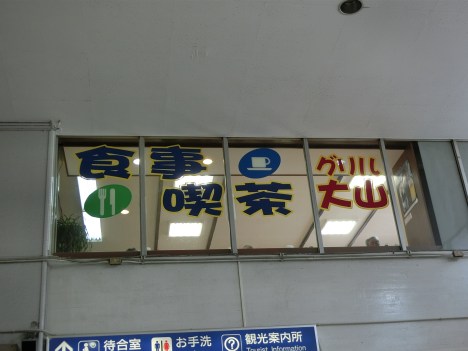 食事
喫茶
グリル
大山
待合室
お手洗
観光案内所
Tourist Information